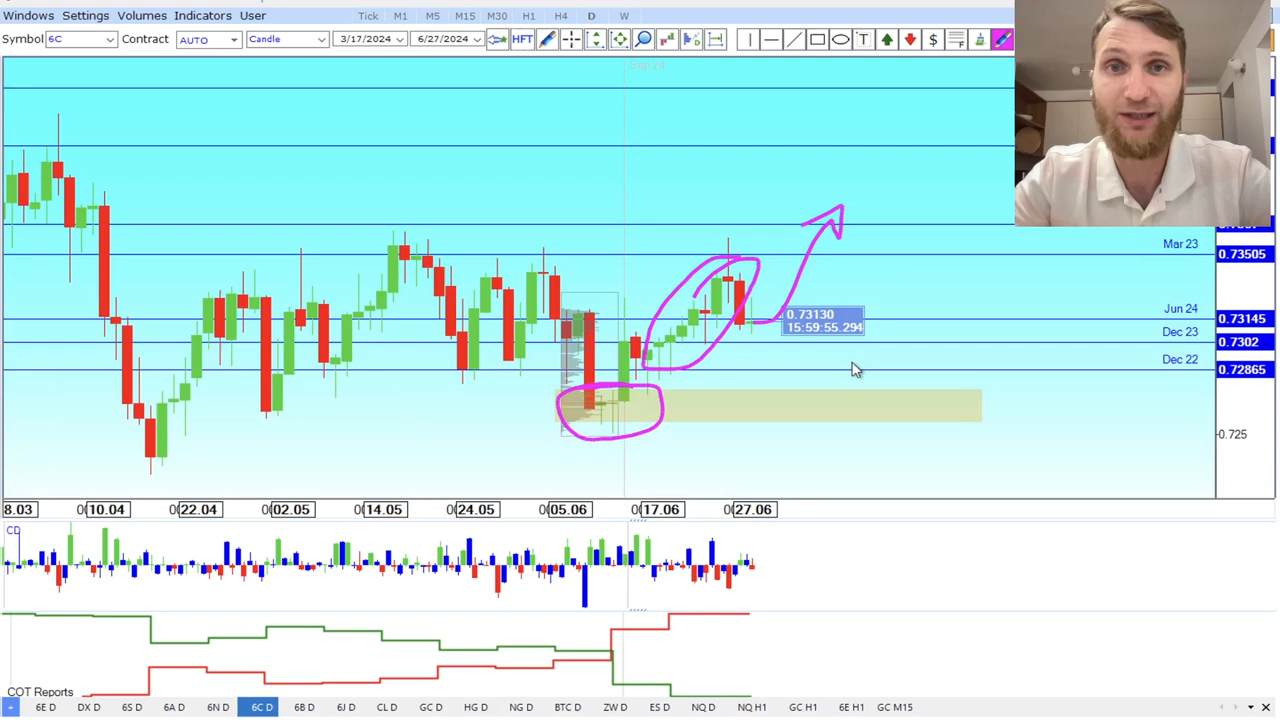 Windows Settings Volumes Indicators User Tick M1 M5 M15 M30 H1 H4 D W
Symbol 6C Contract AUTO Candle 3/17/2024 6/27/2024 HFT T $
Sep 24
Mar 23 0.73505
0.73130
15:59:55.294
Jun 24 0.73145
Dec 23 0.7302
Dec 22 0.72865
0.725
8.03 10.04 22.04 02.05 14.05 24.05 05.06 17.06 27.06
CD
COT Reports
+ 6E D DX D 6S D 6A D 6N D 6C D 6B D 6J D CL D GC D HG D NG D BTC D ZW D ES D NQ D NQ H1 GC H1 6E H1 GC M15